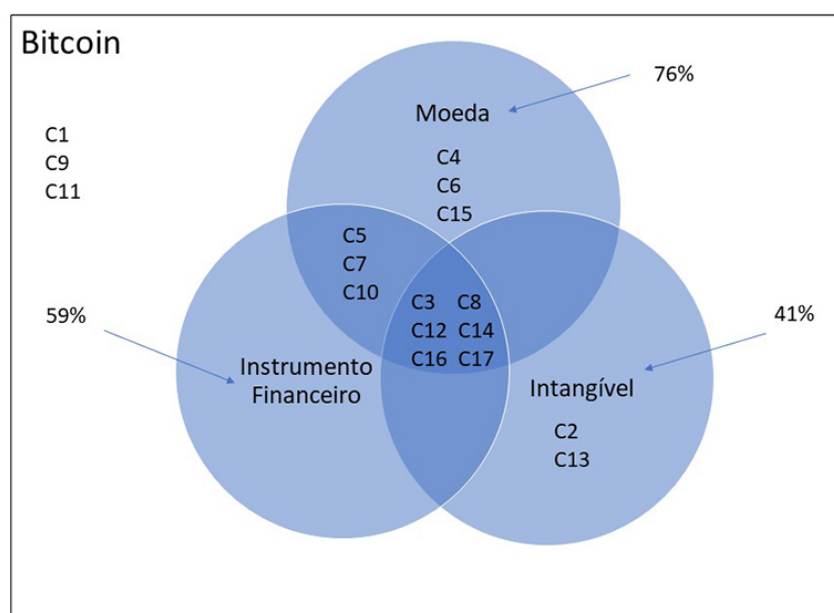 Bitcoin
76%
Moeda
C1
C9
C11
C4
C6
C15
C5
C7
C10
C3 C8
C12 C14
C16 C17
59%
41%
Instrumento
Financeiro
Intangível
C2
C13